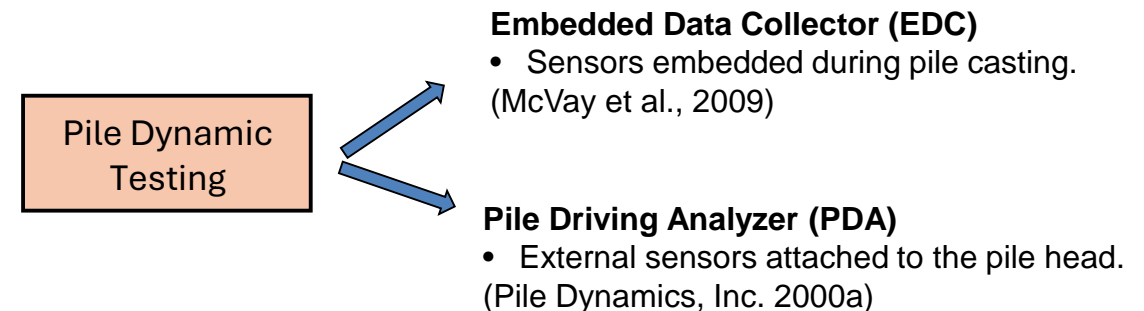 Pile Dynamic
Testing
Embedded Data Collector (EDC)
• Sensors embedded during pile casting.
(McVay et al., 2009)
Pile Driving Analyzer (PDA)
• External sensors attached to the pile head.
(Pile Dynamics, Inc. 2000a)